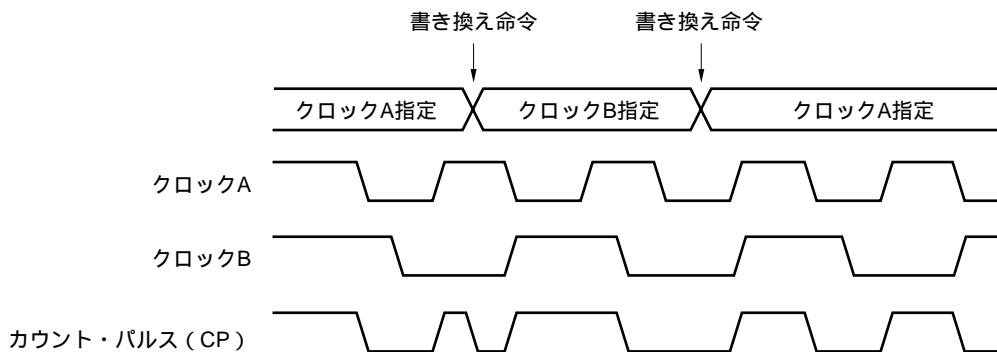 書き換え命令 書き換え命令
クロックA指定 クロックB指定 クロックA指定
クロックA
クロックB
カウント・パルス（CP）